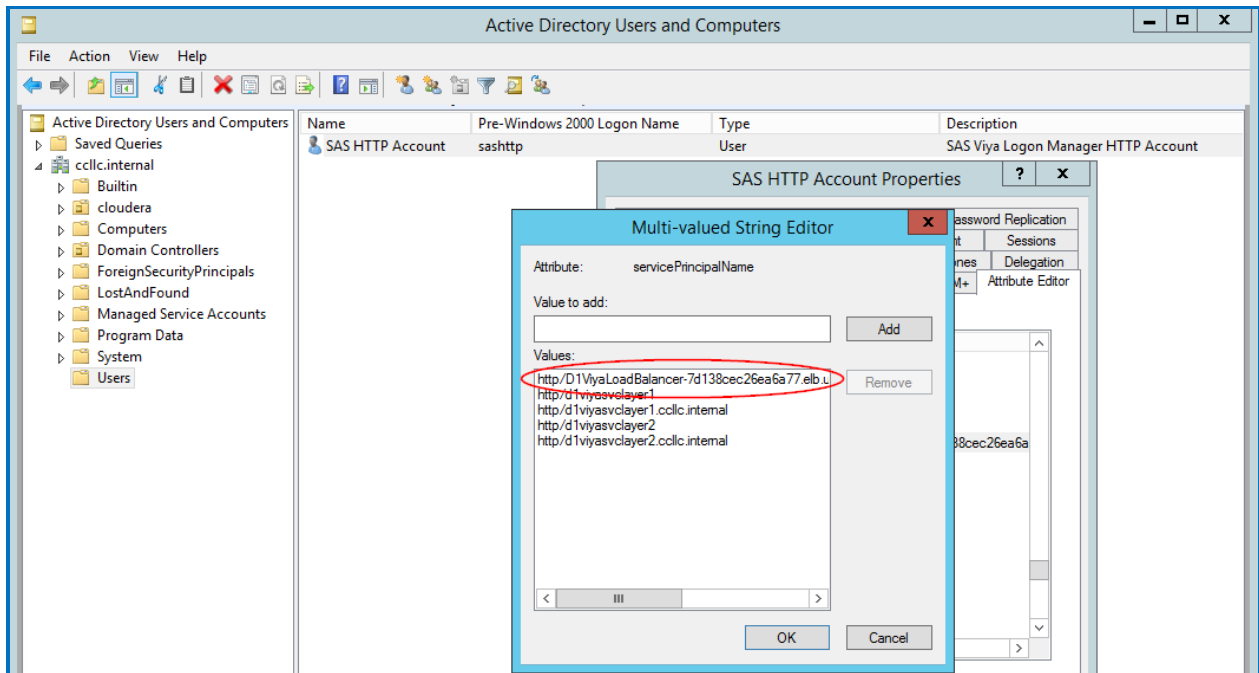 Active Directory Users and Computers
File Action View Help
Active Directory Users and Computers
Saved Queries
ccllc.internal
Builtin
cloudera
Computers
Domain Controllers
ForeignSecurityPrincipals
LostAndFound
Managed Service Accounts
Program Data
System
Users
Name Pre-Windows 2000 Logon Name Type Description
SAS HTTP Account sashttp User SAS Viya Logon Manager HTTP Account
SAS HTTP Account Properties ? x
Password Replication
Sessions
Delegation
Attribute Editor
38cec26ea6a
Multi-valued String Editor x
Attribute: servicePrincipalName
Value to add:
Add
Values:
http/D1ViyaLoadBalancer-7d138cec26ea6a77.elb.u
http/d1viyasvclayer1
http/d1viyasvclayer1.ccllc.internal
http/d1viyasvclayer2
http/d1viyasvclayer2.ccllc.internal
Remove
OK Cancel